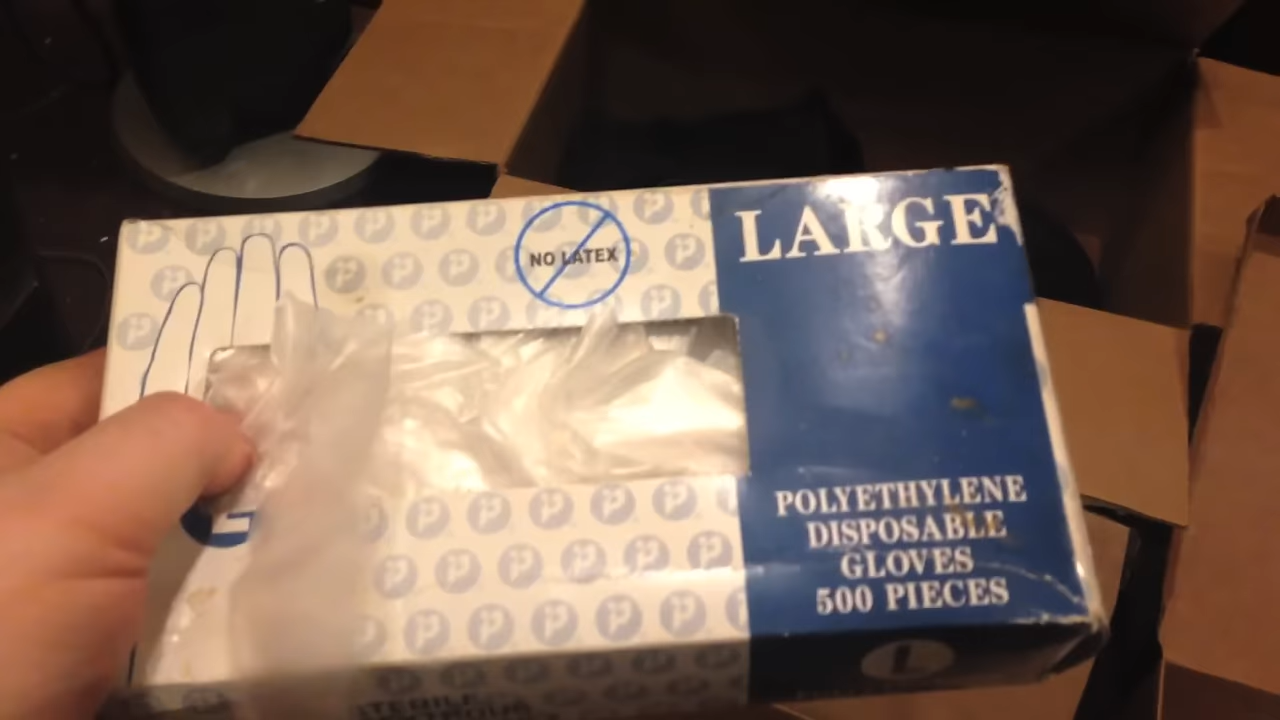 NO LATEX
LARGE
POLYETHYLENE
DISPOSABLE
GLOVES
500 PIECES
L